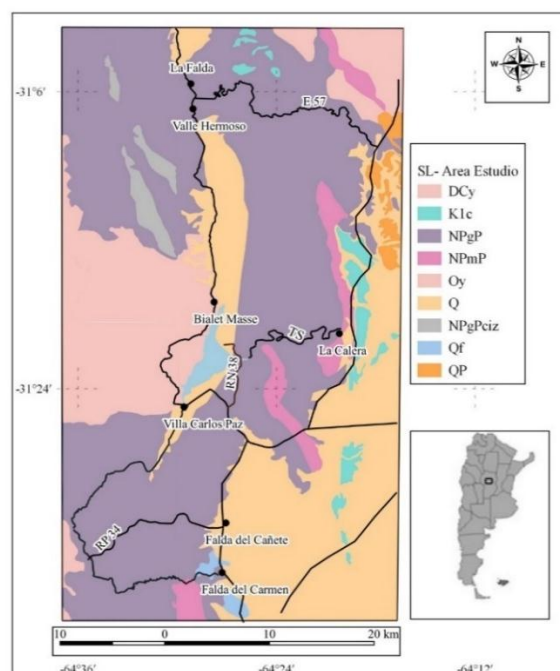 La Falda
-31°6'
E 57
Valle Hermoso
N
W E
S
SL- Area Estudio
DCy
K1c
NPgP
NPmP
Oy
Q
NPgPciz
Qf
QP
Bialet Masse
TS
La Calera
RN 38
-31°24
Villa Carlos Paz
RP34
Falda del Cañete
Falda del Carmen
10 0 10 20 km
-64°36' -64°24 -64°12'